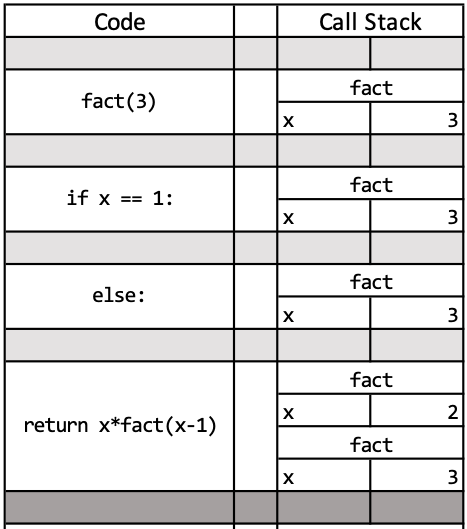 Code Call Stack
fact
fact(3)
x 3
fact
if x == 1:
x 3
fact
else:
x 3
fact
x 2
return x*fact(x-1)
fact
x 3